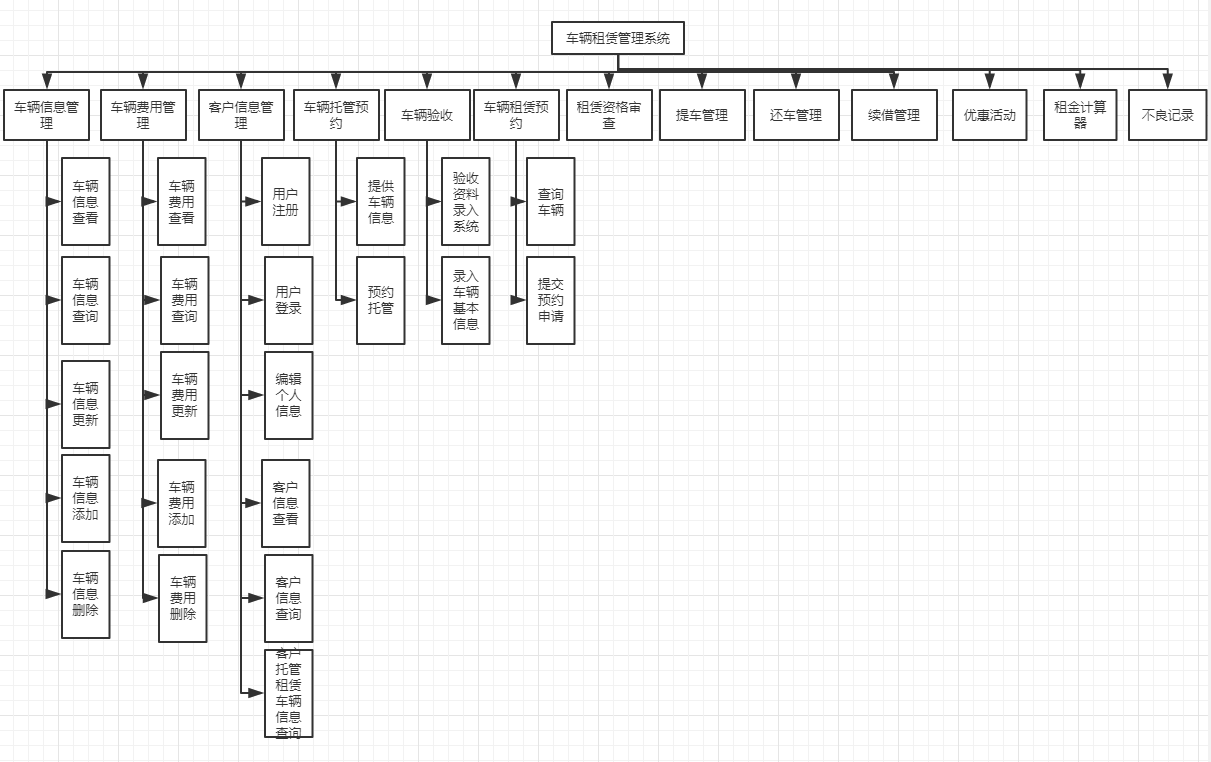 车辆租赁管理系统
车辆信息管
理
车辆费用管
理
客户信息管
理
车辆托管预
约
车辆验收
车辆租赁预
约
租赁资格审
查
提车管理
还车管理
续借管理
优惠活动
租金计算
器
不良记录
车辆
信息
查看
车辆
信息
查询
车辆
信息
更新
车辆
信息
添加
车辆
信息
删除
车辆
费用
查看
车辆
费用
查询
车辆
费用
更新
车辆
费用
添加
车辆
费用
删除
用户
注册
用户
登录
编辑
个人
信息
客户
信息
查看
客户
信息
查询
客户
托管
租赁
车辆
信息
查询
提供
车辆
信息
预约
托管
验收
资料
录入
系统
录入
车辆
基本
信息
查询
车辆
提交
预约
申请